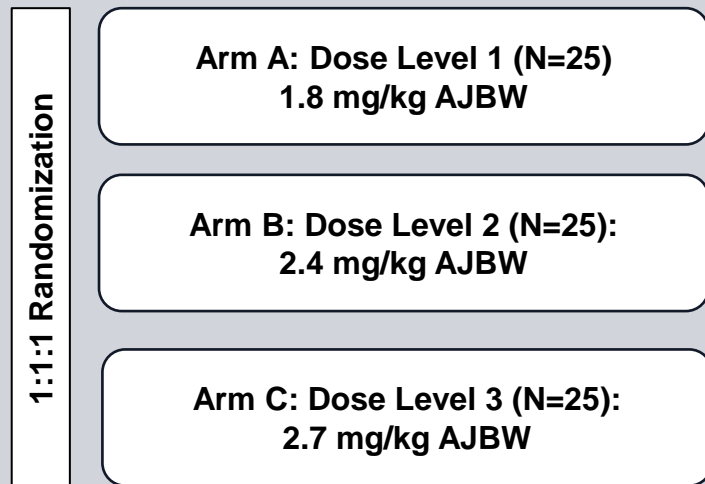 1:1:1 Randomization
Arm A: Dose Level 1 (N=25)
1.8 mg/kg AJBW
Arm B: Dose Level 2 (N=25):
2.4 mg/kg AJBW
Arm C: Dose Level 3 (N=25):
2.7 mg/kg AJBW